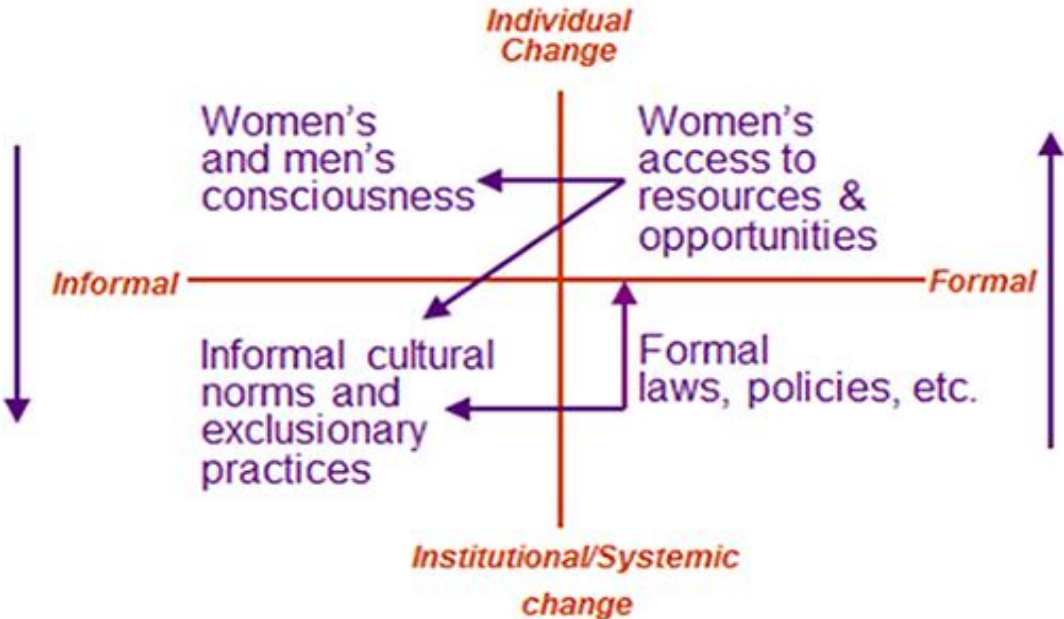 Individual
Change
Women's
and men's
consciousness
Women's
access to
resources &
opportunities
Informal
Formal
Informal cultural
norms and
exclusionary
practices
Formal
laws, policies, etc.
Institutional/Systemic
change